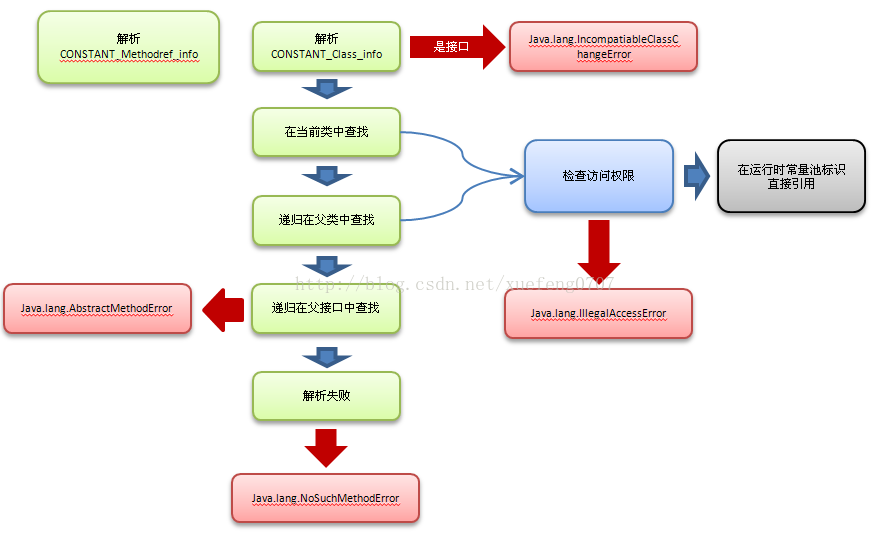 解析
CONSTANT_Methodref_info
解析
CONSTANT_Class_info
是接口
Java.lang.IncompatiableClassC
hangeError
在当前类中查找
检查访问权限
在运行时常量池标识
直接引用
递归在父类中查找
http://blog.csdn.net/xuefeng0707
Java.lang.AbstractMethodError
递归在父接口中查找
Java.lang.IllegalAccessError
解析失败
Java.lang.NoSuchMethodError